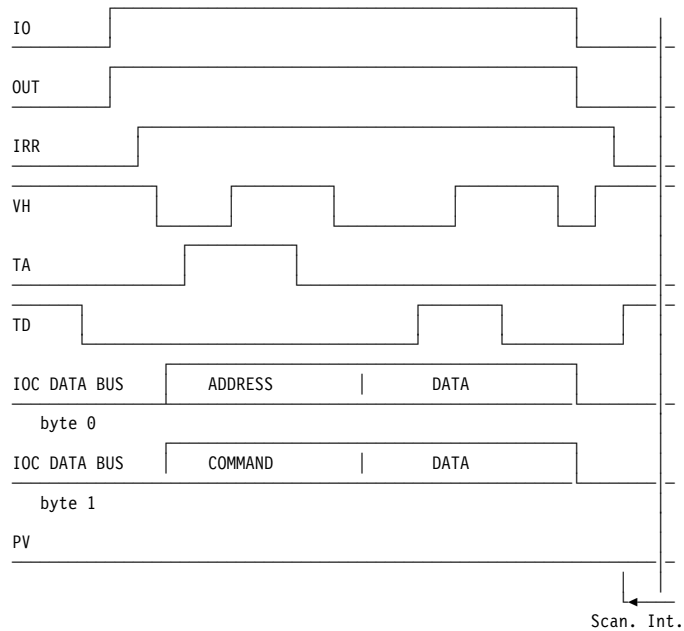 IO
OUT
IRR
VH
TA
TD
IOC DATA BUS ADDRESS DATA
byte 0
IOC DATA BUS COMMAND DATA
byte 1
PV
Scan. Int.